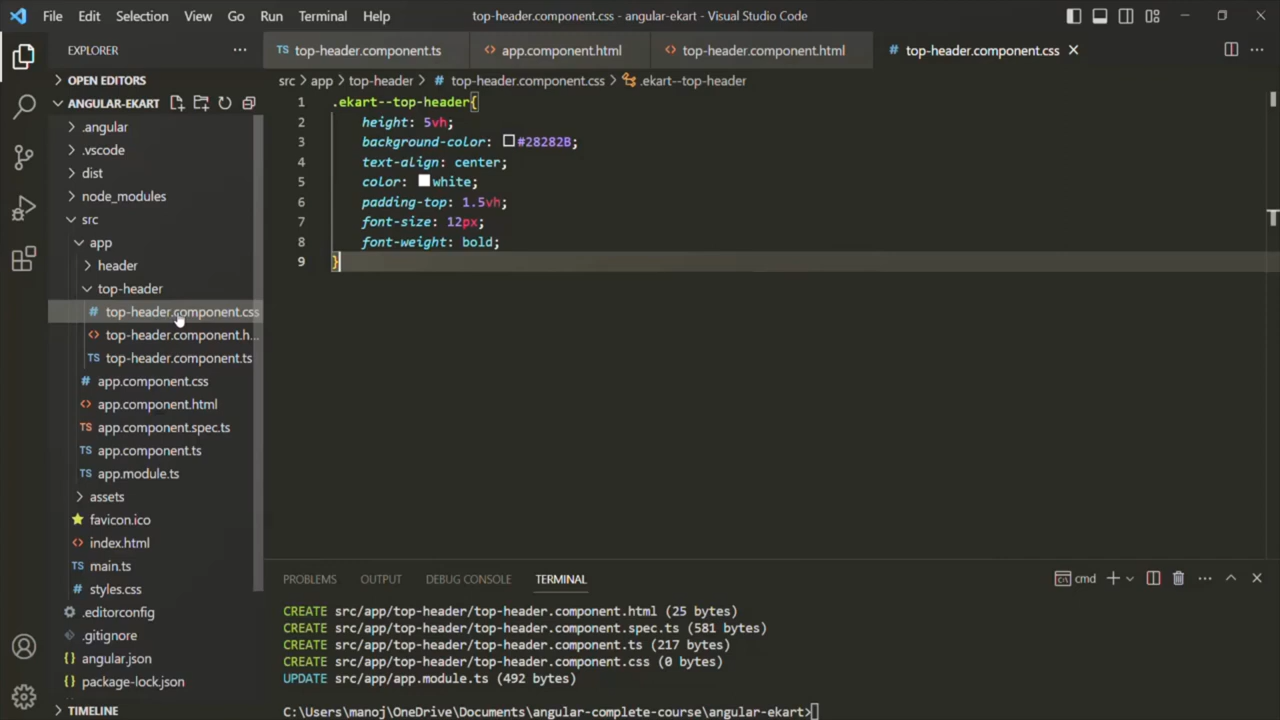 File Edit Selection View Go Run Terminal Help top-header.component.css - angular-ekart - Visual Studio Code
EXPLORER
TS top-header.component.ts <> app.component.html <> top-header.component.html # top-header.component.css
OPEN EDITORS
ANGULAR-EKART
.angular
.vscode
dist
node_modules
src
app
header
top-header
# top-header.component.css
<> top-header.component.h...
TS top-header.component.ts
# app.component.css
<> app.component.html
TS app.component.spec.ts
TS app.component.ts
TS app.module.ts
assets
favicon.ico
<> index.html
TS main.ts
# styles.css
.editorconfig
.gitignore
{} angular.json
{} package-lock.json
TIMELINE
src > app > top-header > # top-header.component.css > .ekart--top-header
1 .ekart--top-header{
2 height: 5vh;
3 background-color: #28282B;
4 text-align: center;
5 color: white;
6 padding-top: 1.5vh;
7 font-size: 12px;
8 font-weight: bold;
9 }
PROBLEMS OUTPUT DEBUG CONSOLE TERMINAL cmd
CREATE src/app/top-header/top-header.component.html (25 bytes)
CREATE src/app/top-header/top-header.component.spec.ts (581 bytes)
CREATE src/app/top-header/top-header.component.ts (217 bytes)
CREATE src/app/top-header/top-header.component.css (0 bytes)
UPDATE src/app/app.module.ts (492 bytes)
C:\Users\manoj\OneDrive\Documents\angular-complete-course\angular-ekart>